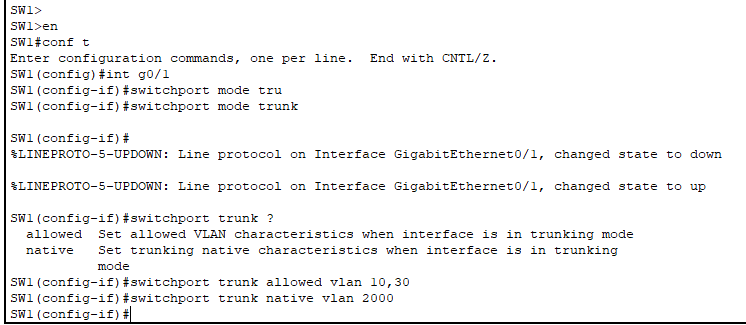 SW1>
SW1>en
SW1#conf t
Enter configuration commands, one per line.  End with CNTL/Z.
SW1(config)#int g0/1
SW1(config-if)#switchport mode tru
SW1(config-if)#switchport mode trunk
SW1(config-if)#
%LINEPROTO-5-UPDOWN: Line protocol on Interface GigabitEthernet0/1, changed state to down
%LINEPROTO-5-UPDOWN: Line protocol on Interface GigabitEthernet0/1, changed state to up
SW1(config-if)#switchport trunk ?
  allowed  Set allowed VLAN characteristics when interface is in trunking mode
  native   Set trunking native characteristics when interface is in trunking
           mode
SW1(config-if)#switchport trunk allowed vlan 10,30
SW1(config-if)#switchport trunk native vlan 2000
SW1(config-if)#